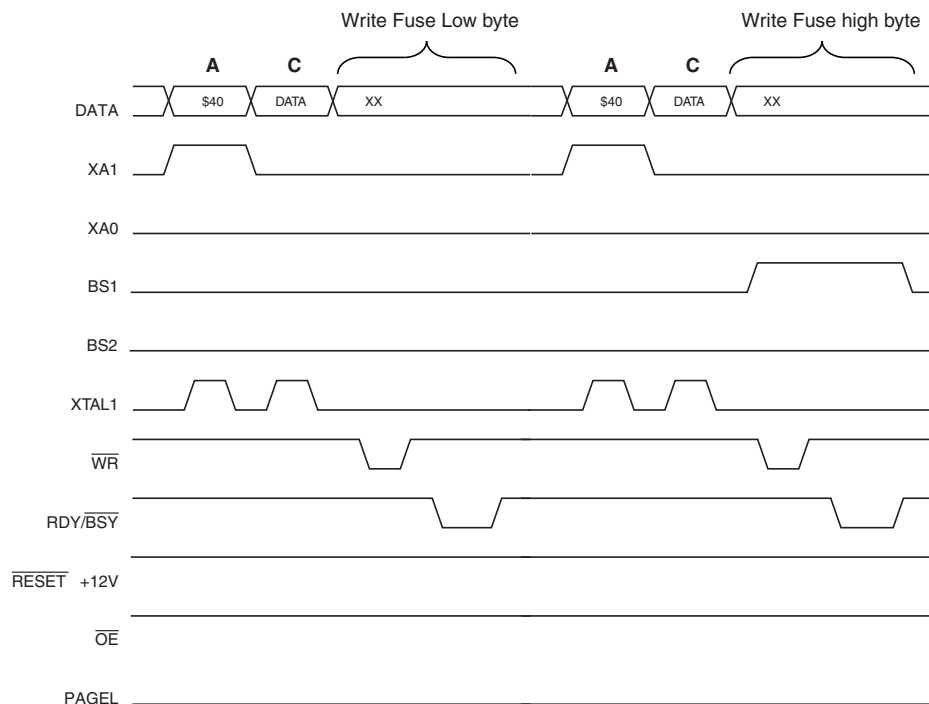 Write Fuse Low byte Write Fuse high byte
A C A C
DATA $40 DATA XX $40 DATA XX
XA1
XA0
BS1
BS2
XTAL1
WR
RDY/BSY
RESET +12V
OE
PAGEL